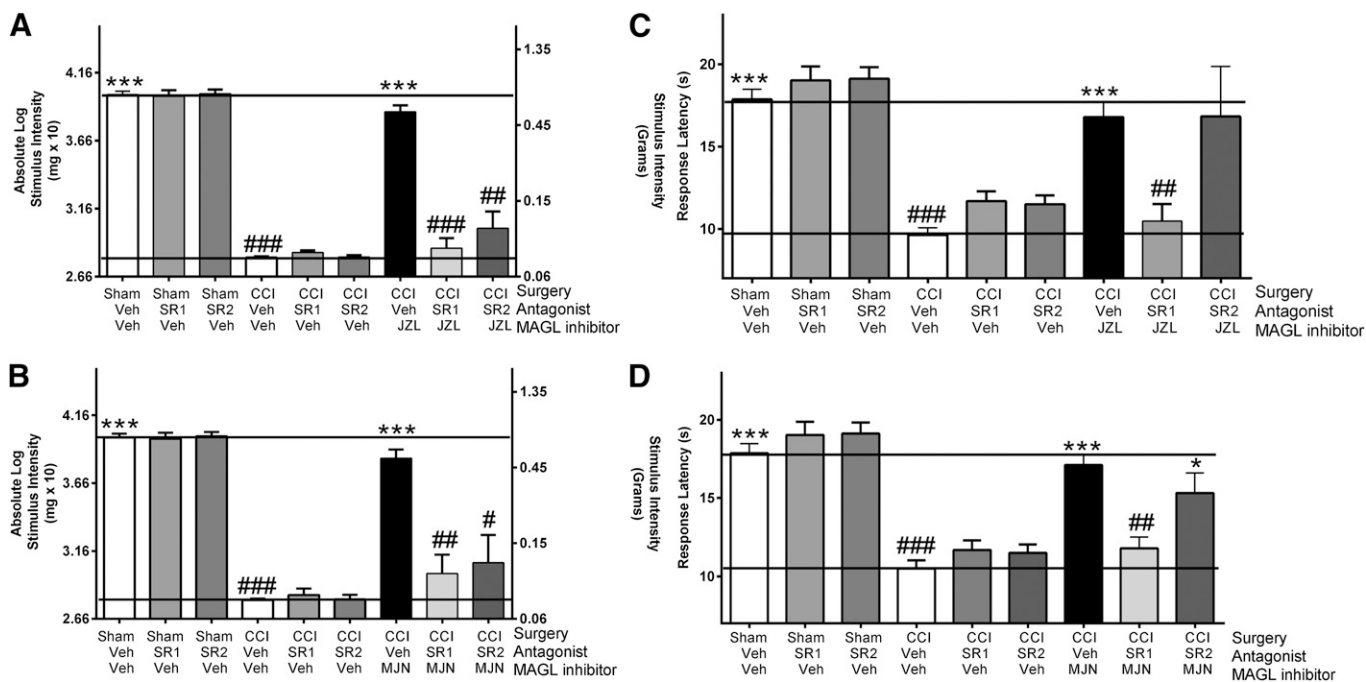 A
Absolute Log
Stimulus Intensity
(mg x 10)
4.16
3.66
3.16
2.66
***
###
***
###
##
1.35
0.45
0.15
0.06
Stimulus Intensity
(Grams)
Sham Sham Sham CCI CCI CCI CCI CCI CCI Surgery
Veh SR1 SR2 Veh SR1 SR2 Veh SR1 SR2 Antagonist
Veh Veh Veh Veh Veh Veh JZL JZL JZL MAGL inhibitor
B
Absolute Log
Stimulus Intensity
(mg x 10)
4.16
3.66
3.16
2.66
***
###
***
##
#
1.35
0.45
0.15
0.06
Stimulus Intensity
(Grams)
Sham Sham Sham CCI CCI CCI CCI CCI CCI Surgery
Veh SR1 SR2 Veh SR1 SR2 Veh SR1 SR2 Antagonist
Veh Veh Veh Veh Veh Veh MJN MJN MJN MAGL inhibitor
C
Response Latency (s)
20
15
10
***
###
***
##
Sham Sham Sham CCI CCI CCI CCI CCI CCI Surgery
Veh SR1 SR2 Veh SR1 SR2 Veh SR1 SR2 Antagonist
Veh Veh Veh Veh Veh Veh JZL JZL JZL MAGL inhibitor
D
Response Latency (s)
20
15
10
***
###
***
##
*
Sham Sham Sham CCI CCI CCI CCI CCI CCI Surgery
Veh SR1 SR2 Veh SR1 SR2 Veh SR1 SR2 Antagonist
Veh Veh Veh Veh Veh Veh MJN MJN MJN MAGL inhibitor